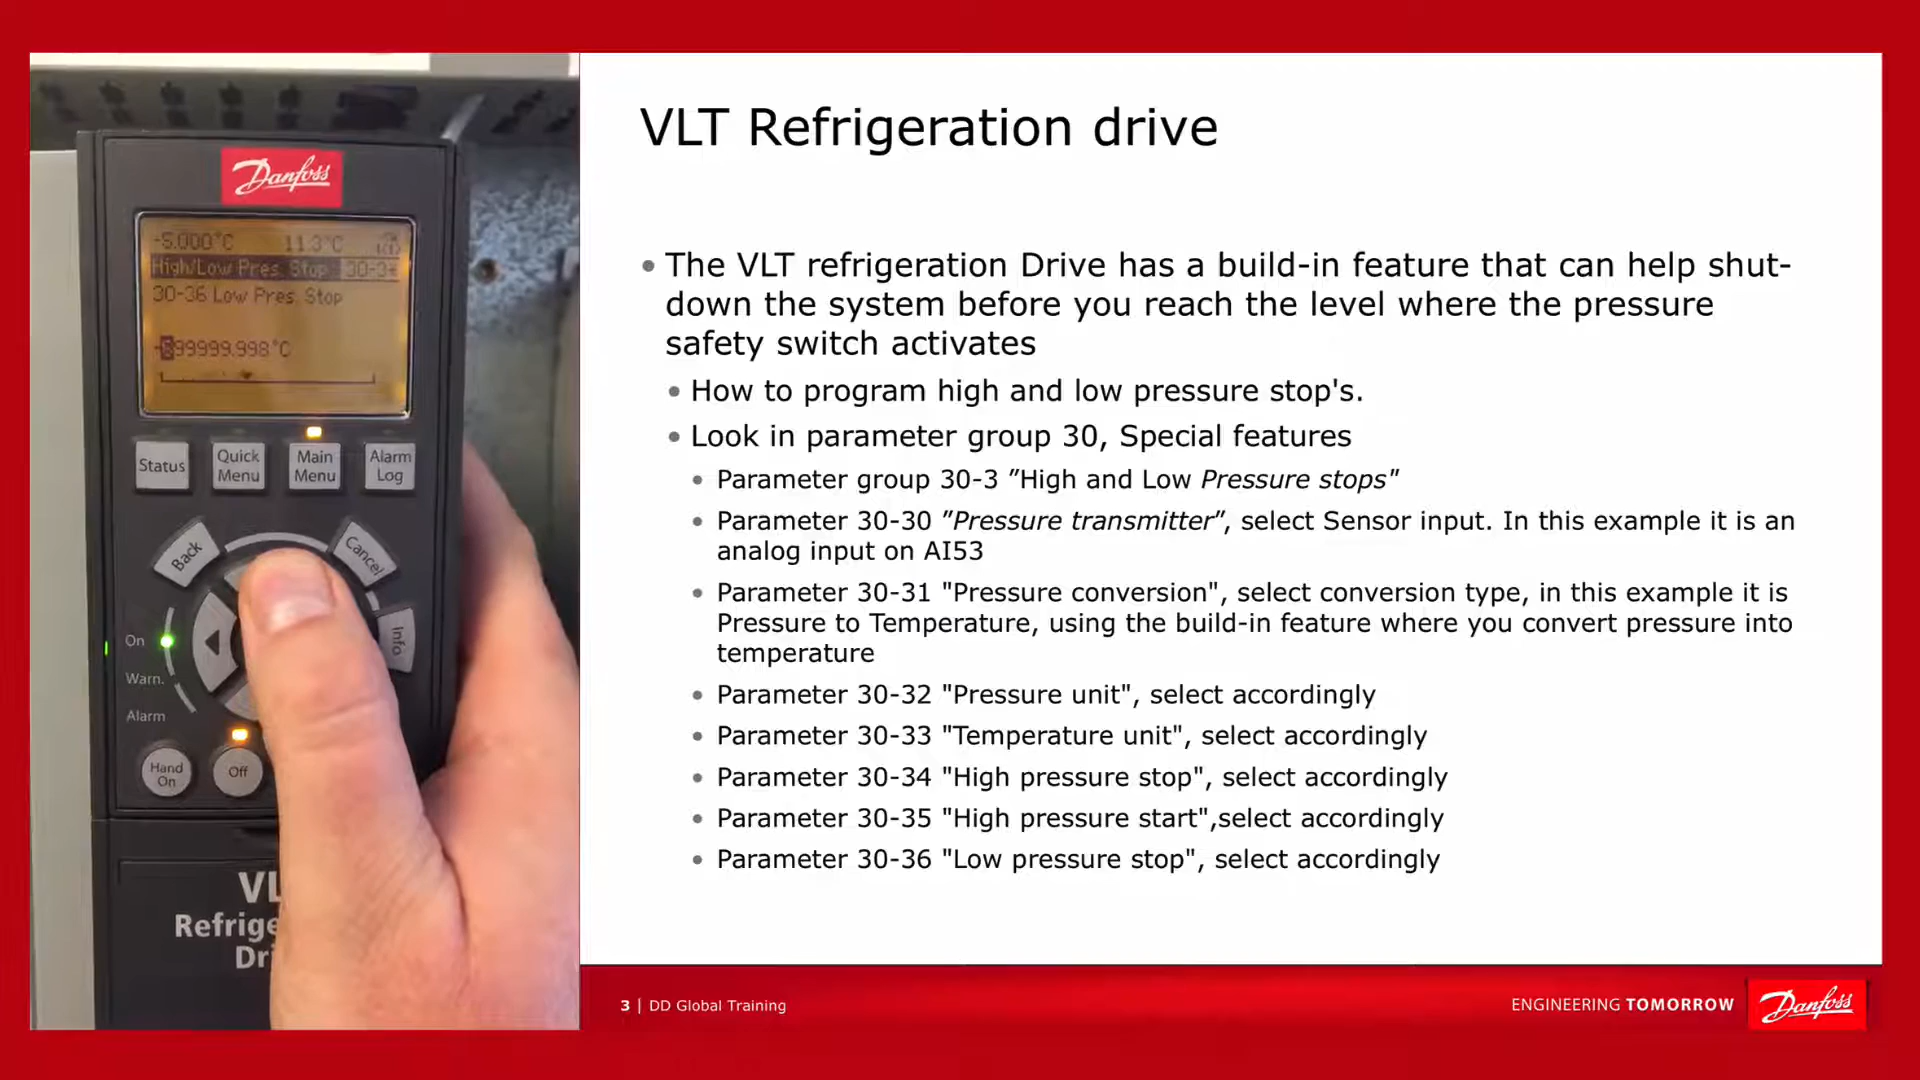 Danfoss
-5.000°C 11.3°C
High/Low Pres. Stop 30-3*
30-36 Low Pres. Stop
99999.998°C
Status
Quick Menu
Main Menu
Alarm Log
Back
Cancel
Info
On
Warn.
Alarm
Hand On
Off
VL
Refrige
Dri
VLT Refrigeration drive
• The VLT refrigeration Drive has a build-in feature that can help shut-
down the system before you reach the level where the pressure
safety switch activates
• How to program high and low pressure stop's.
• Look in parameter group 30, Special features
• Parameter group 30-3 ”High and Low Pressure stops"
• Parameter 30-30 ”Pressure transmitter”, select Sensor input. In this example it is an
analog input on AI53
• Parameter 30-31 "Pressure conversion", select conversion type, in this example it is
Pressure to Temperature, using the build-in feature where you convert pressure into
temperature
• Parameter 30-32 "Pressure unit", select accordingly
• Parameter 30-33 "Temperature unit", select accordingly
• Parameter 30-34 "High pressure stop", select accordingly
• Parameter 30-35 "High pressure start",select accordingly
• Parameter 30-36 "Low pressure stop", select accordingly
3 | DD Global Training
ENGINEERING TOMORROW
Danfoss